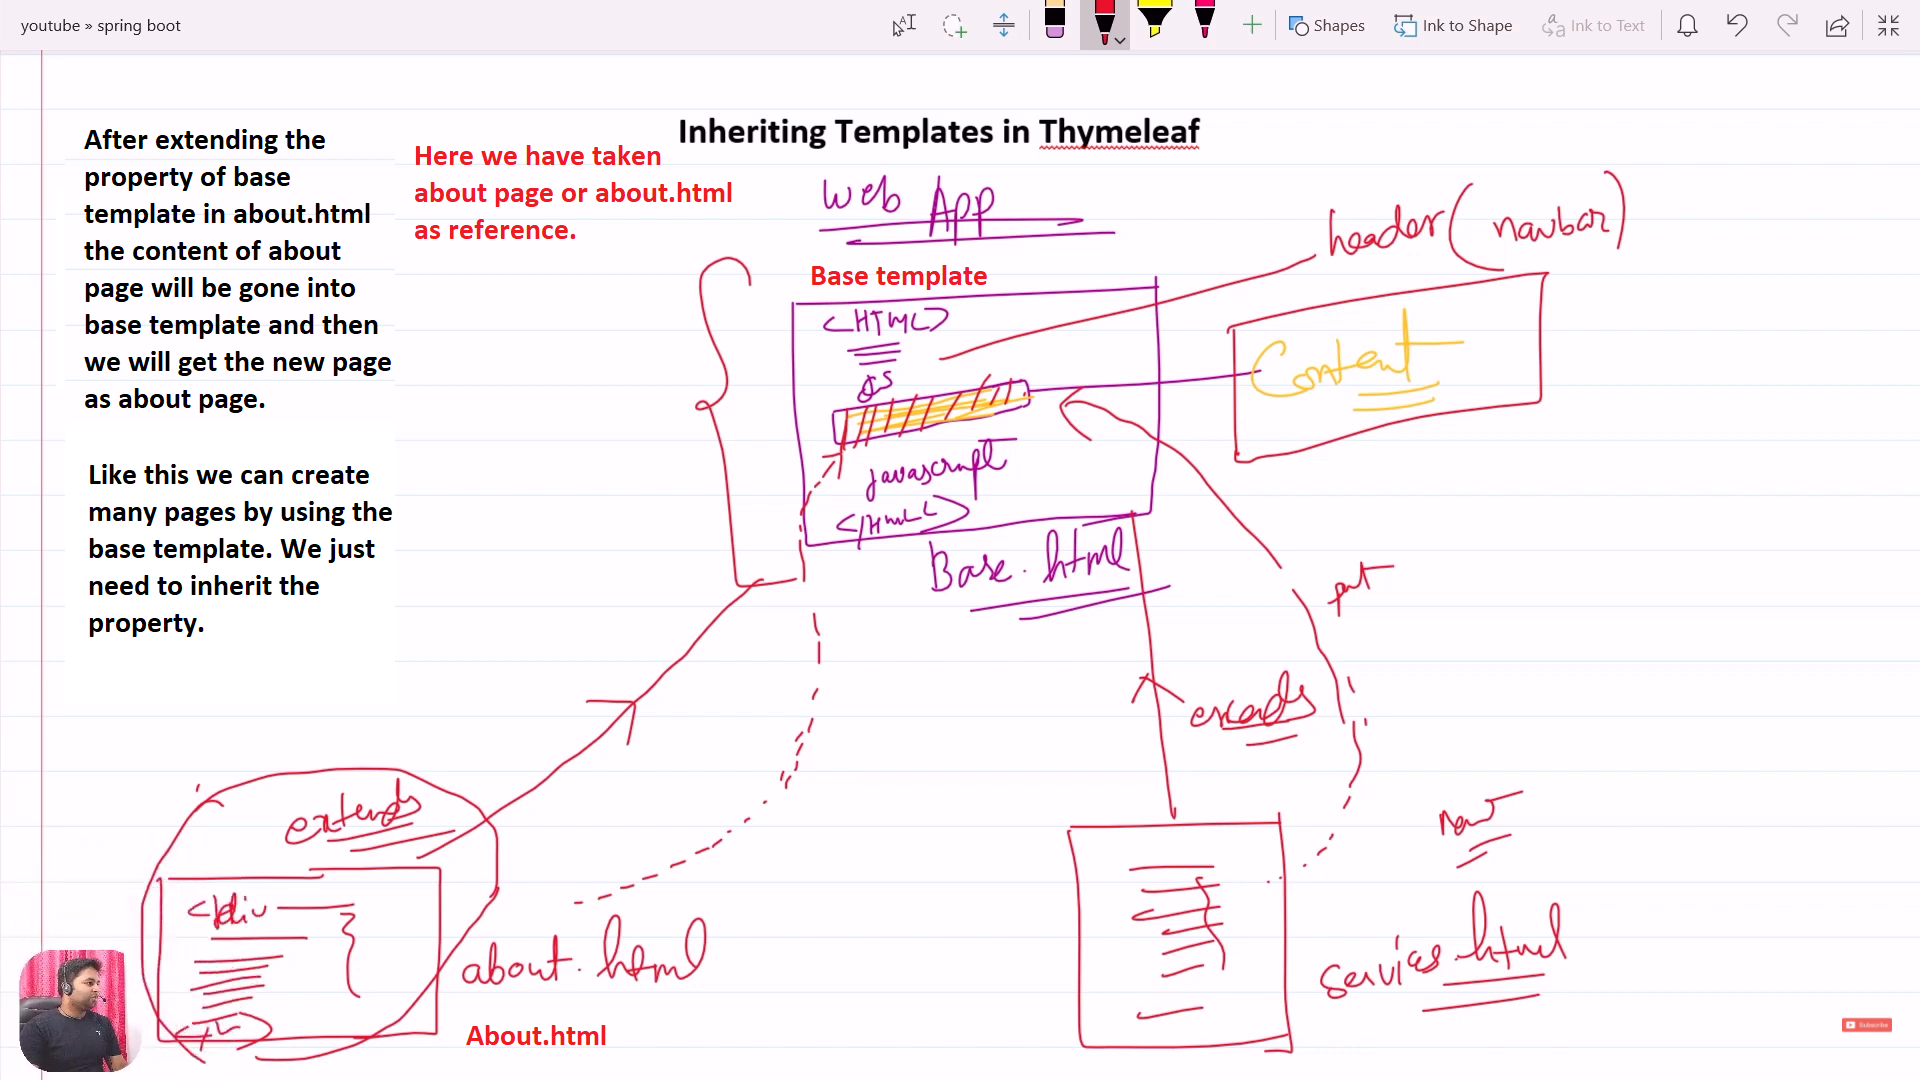 youtube » spring boot
Shapes
Ink to Shape
Ink to Text
Inheriting Templates in Thymeleaf
After extending the
property of base
template in about.html
the content of about
page will be gone into
base template and then
we will get the new page
as about page.
Like this we can create
many pages by using the
base template. We just
need to inherit the
property.
Here we have taken
about page or about.html
as reference.
Web App
header (navbar)
Base template
<HTML>
Content
javascript
</HTML>
Base.html
extends
<div
about.html
About.html
services.html
Subscribe